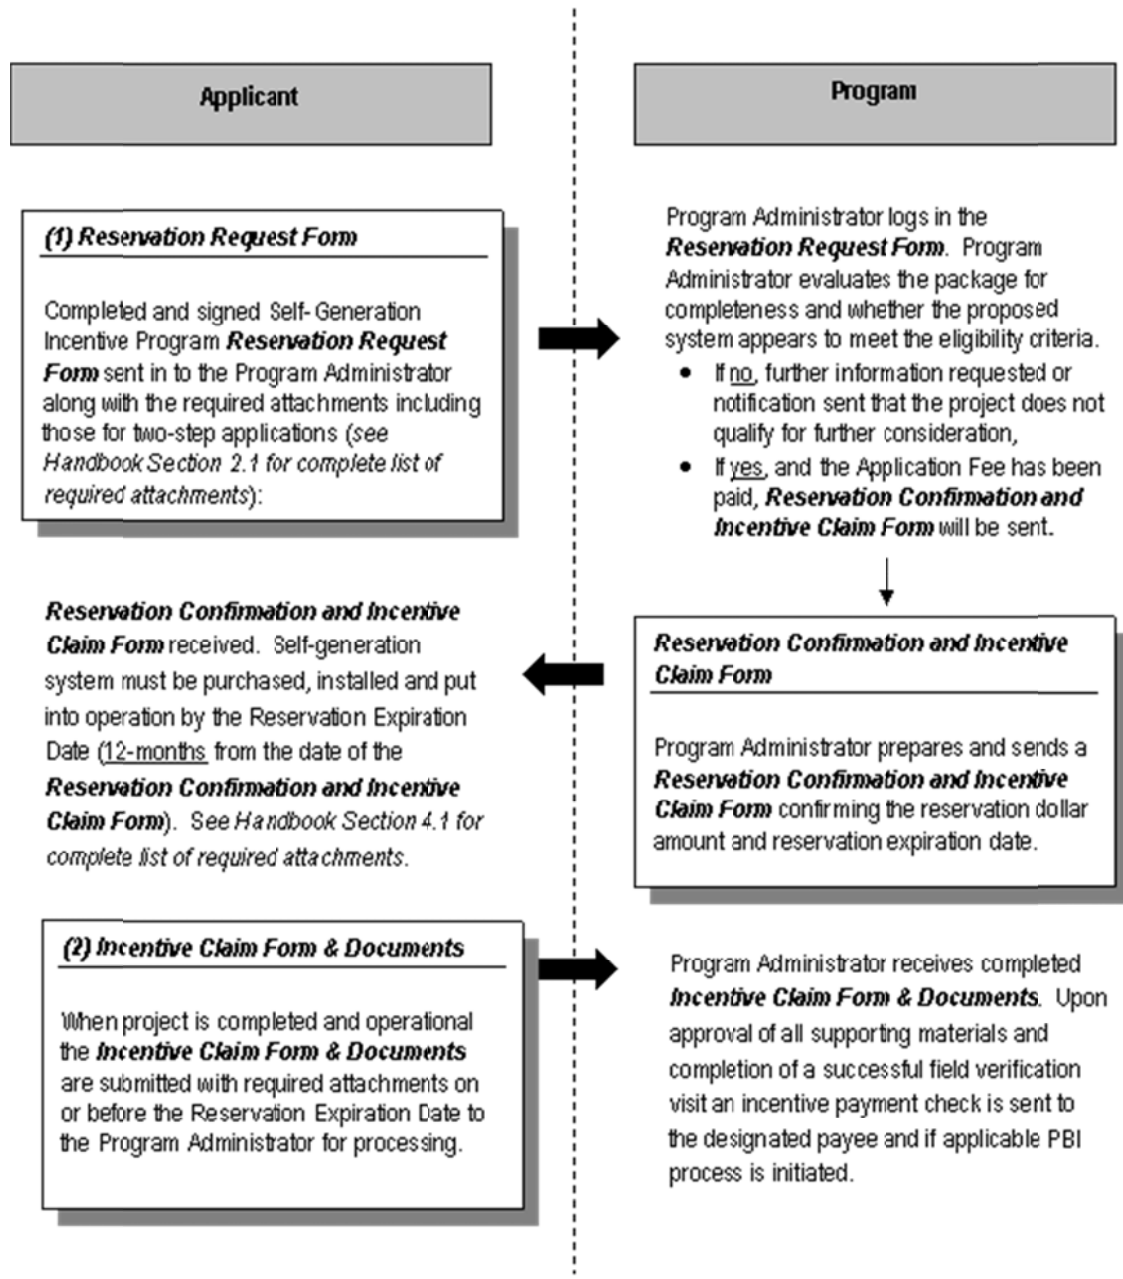 Applicant
Program
(1) Reservation Request Form
Completed and signed Self- Generation
Incentive Program Reservation Request
Form sent in to the Program Administrator
along with the required attachments including
those for two-step applications (see
Handbook Section 2.1 for complete list of
required attachments):
Program Administrator logs in the
Reservation Request Form. Program
Administrator evaluates the package for
completeness and whether the proposed
system appears to meet the eligibility criteria.
• If no, further information requested or
notification sent that the project does not
qualify for further consideration,
• If yes, and the Application Fee has been
paid, Reservation Confirmation and
Incentive Claim Form will be sent.
Reservation Confirmation and Incentive
Claim Form received. Self-generation
system must be purchased, installed and put
into operation by the Reservation Expiration
Date (12-months from the date of the
Reservation Confirmation and Incentive
Claim Form). See Handbook Section 4.1 for
complete list of required attachments.
Reservation Confirmation and Incentive
Claim Form
Program Administrator prepares and sends a
Reservation Confirmation and Incentive
Claim Form confirming the reservation dollar
amount and reservation expiration date.
(2) Incentive Claim Form & Documents
When project is completed and operational
the Incentive Claim Form & Documents
are submitted with required attachments on
or before the Reservation Expiration Date to
the Program Administrator for processing.
Program Administrator receives completed
Incentive Claim Form & Documents. Upon
approval of all supporting materials and
completion of a successful field verification
visit an incentive payment check is sent to
the designated payee and if applicable PBI
process is initiated.